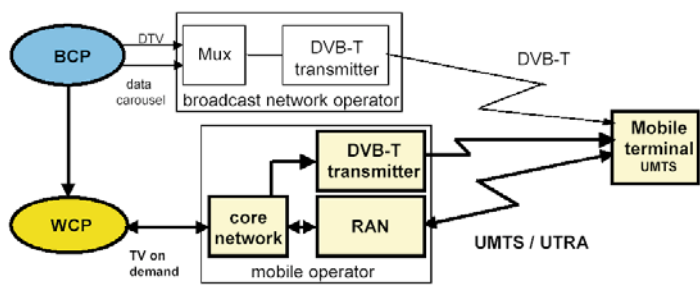 BCP
DTV
data
carousel
Mux
DVB-T
transmitter
broadcast network operator
DVB-T
Mobile
terminal
UMTS
DVB-T
transmitter
WCP
TV on
demand
core
network
RAN
UMTS / UTRA
mobile operator